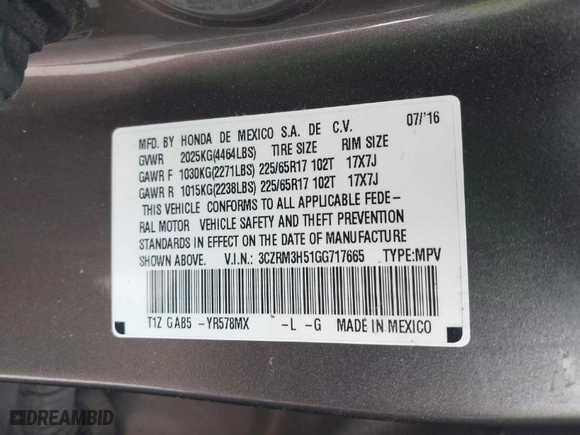 MFD. BY HONDA DE MEXICO S.A. DE C.V. 07/'16
GVWR 2025KG(4464LBS) TIRE SIZE RIM SIZE
GAWR F 1030KG(2271LBS) 225/65R17 102T 17X7J
GAWR R 1015KG(2238LBS) 225/65R17 102T 17X7J
THIS VEHICLE CONFORMS TO ALL APPLICABLE FEDE-
RAL MOTOR VEHICLE SAFETY AND THEFT PREVENTION
STANDARDS IN EFFECT ON THE DATE OF MANUFACTURE
SHOWN ABOVE. V.I.N.: 3CZRM3H51GG717665 TYPE:MPV
T1Z GAB5 -YR578MX -L -G MADE IN MEXICO
DREAMBID